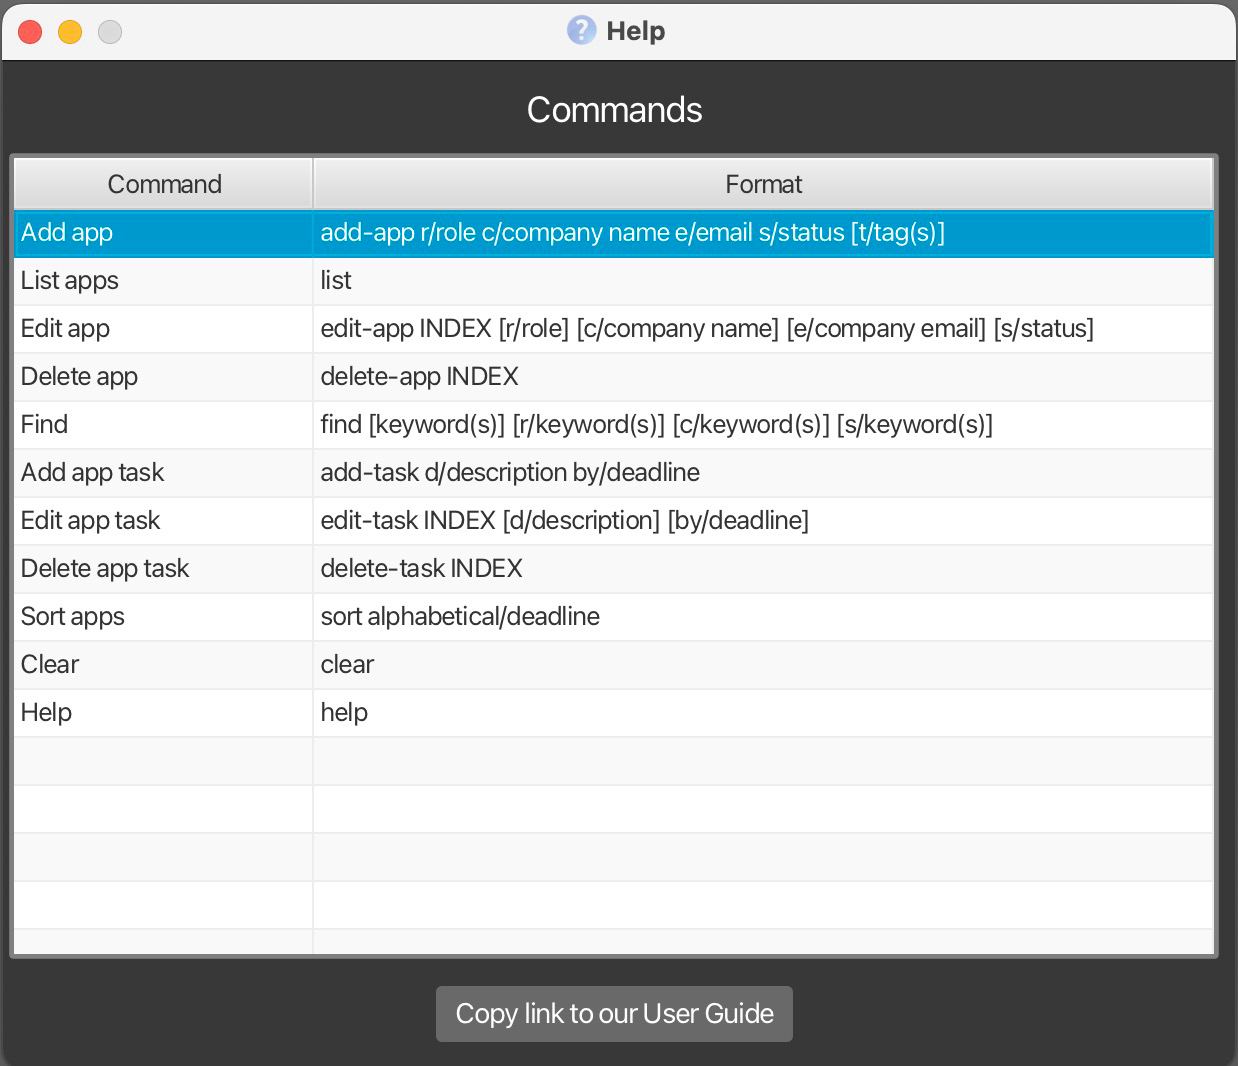 Help
Commands
Command Format
Add app add-app r/role c/company name e/email s/status [t/tag(s)]
List apps list
Edit app edit-app INDEX [r/role] [c/company name] [e/company email] [s/status]
Delete app delete-app INDEX
Find find [keyword(s)] [r/keyword(s)] [c/keyword(s)] [s/keyword(s)]
Add app task add-task d/description by/deadline
Edit app task edit-task INDEX [d/description] [by/deadline]
Delete app task delete-task INDEX
Sort apps sort alphabetical/deadline
Clear clear
Help help
Copy link to our User Guide